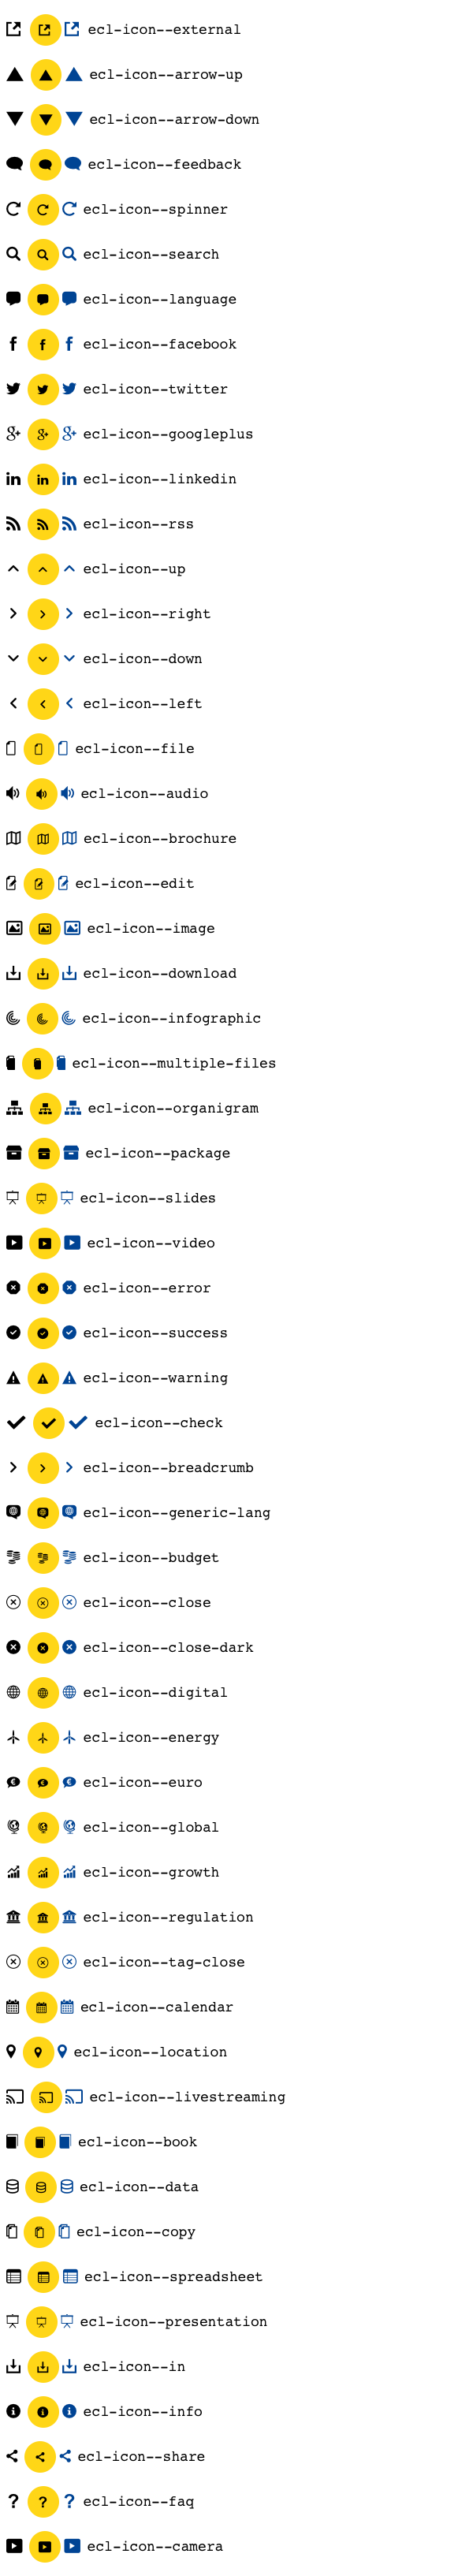 ecl-icon--external
ecl-icon--arrow-up
ecl-icon--arrow-down
ecl-icon--feedback
ecl-icon--spinner
ecl-icon--search
ecl-icon--language
ecl-icon--facebook
ecl-icon--twitter
ecl-icon--googleplus
ecl-icon--linkedin
ecl-icon--rss
ecl-icon--up
ecl-icon--right
ecl-icon--down
ecl-icon--left
ecl-icon--file
ecl-icon--audio
ecl-icon--brochure
ecl-icon--edit
ecl-icon--image
ecl-icon--download
ecl-icon--infographic
ecl-icon--multiple-files
ecl-icon--organigram
ecl-icon--package
ecl-icon--slides
ecl-icon--video
ecl-icon--error
ecl-icon--success
ecl-icon--warning
ecl-icon--check
ecl-icon--breadcrumb
ecl-icon--generic-lang
ecl-icon--budget
ecl-icon--close
ecl-icon--close-dark
ecl-icon--digital
ecl-icon--energy
ecl-icon--euro
ecl-icon--global
ecl-icon--growth
ecl-icon--regulation
ecl-icon--tag-close
ecl-icon--calendar
ecl-icon--location
ecl-icon--livestreaming
ecl-icon--book
ecl-icon--data
ecl-icon--copy
ecl-icon--spreadsheet
ecl-icon--presentation
ecl-icon--in
ecl-icon--info
ecl-icon--share
ecl-icon--faq
ecl-icon--camera